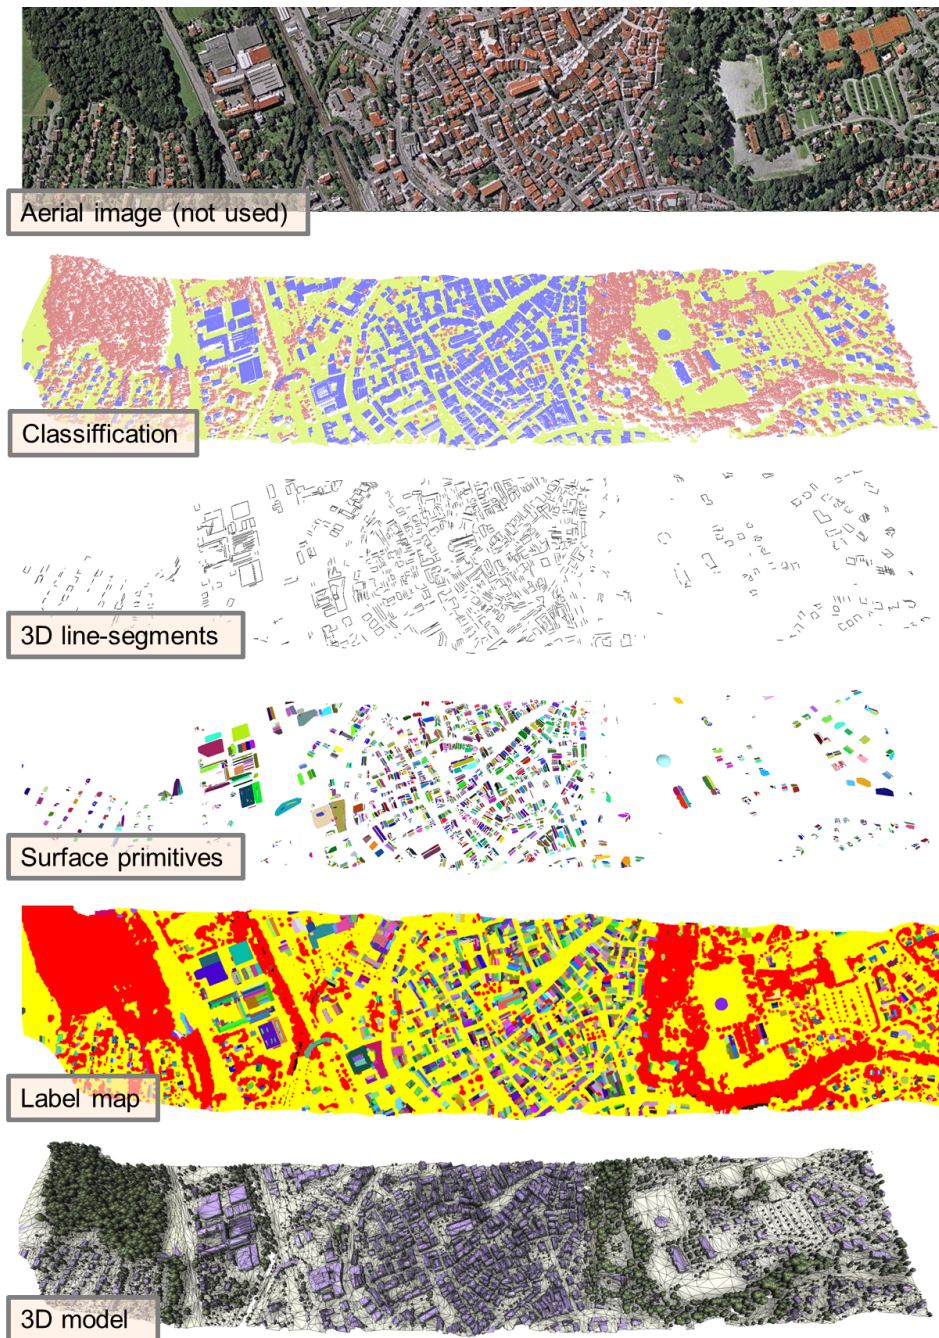 Aerial image (not used)
Classiffication
3D line-segments
Surface primitives
Label map
3D model